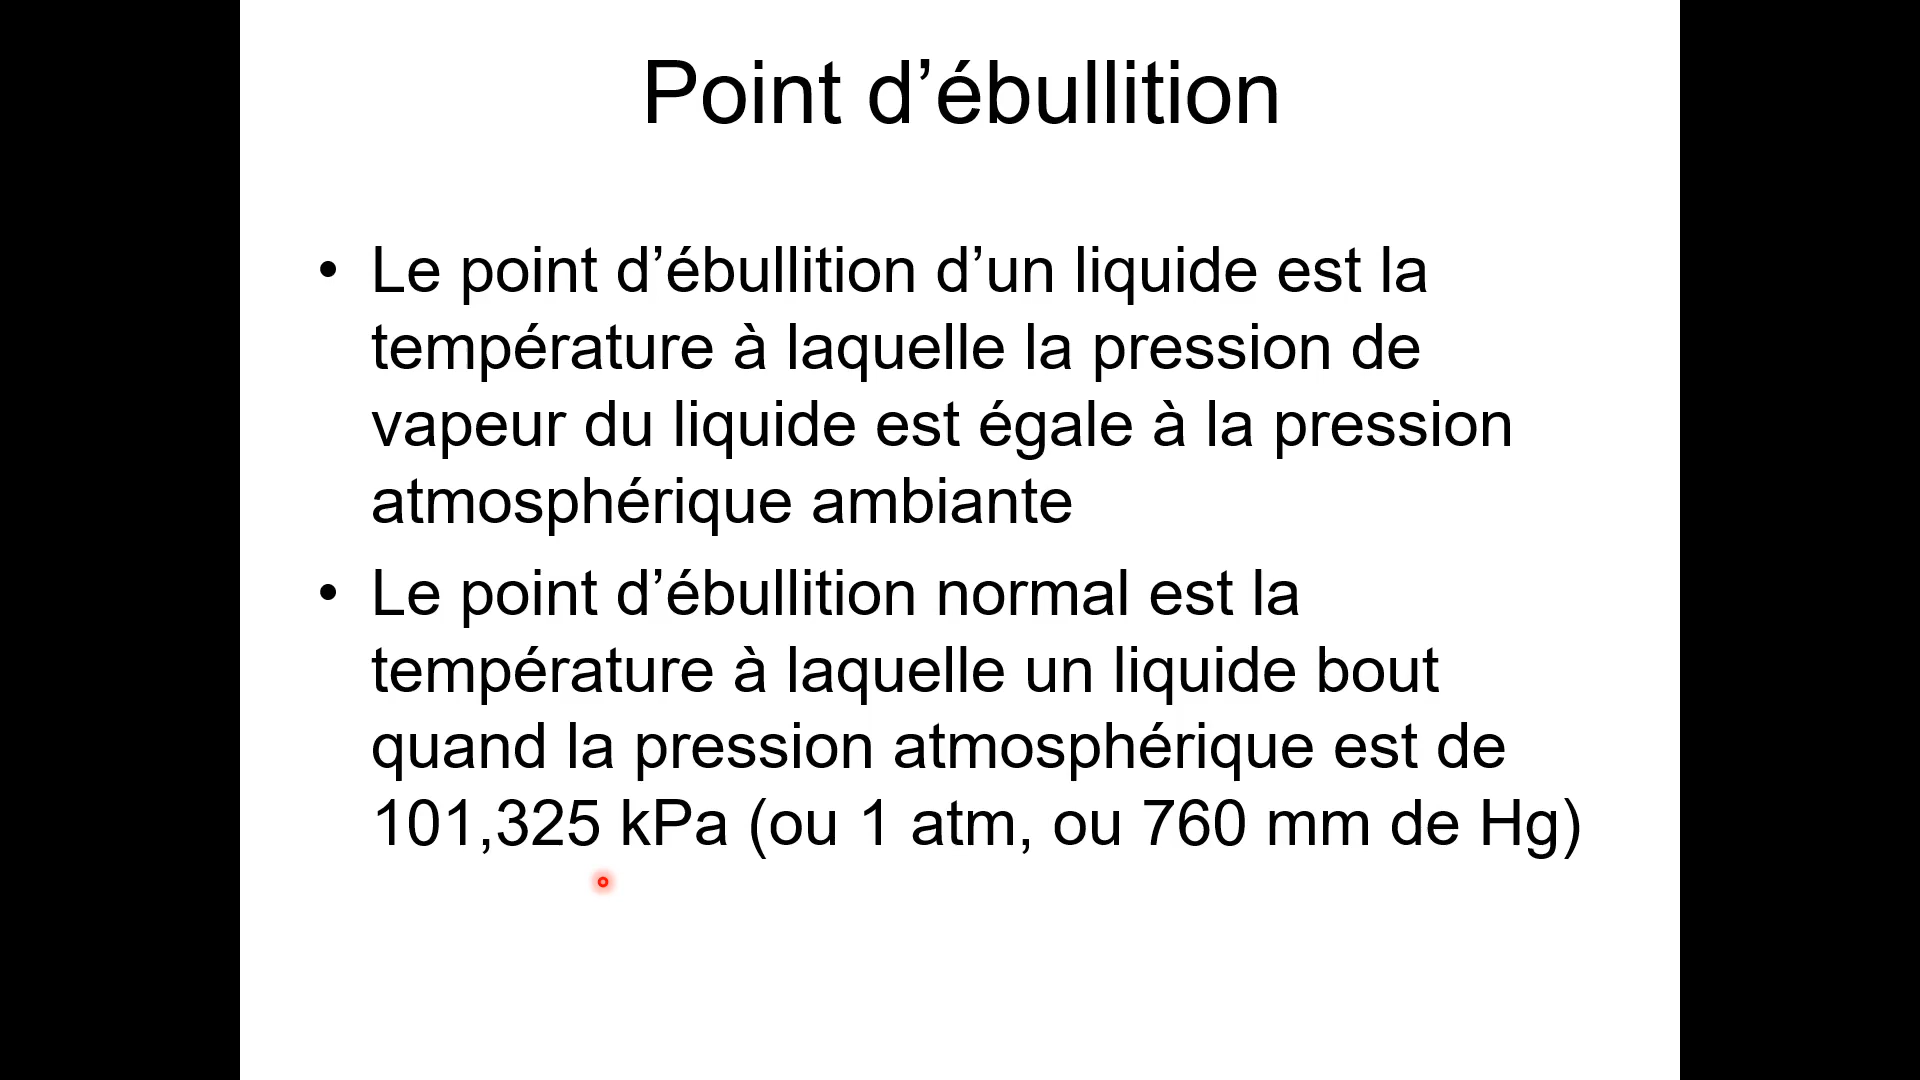 Point d’ébullition
• Le point d’ébullition d’un liquide est la
température à laquelle la pression de
vapeur du liquide est égale à la pression
atmosphérique ambiante
• Le point d’ébullition normal est la
température à laquelle un liquide bout
quand la pression atmosphérique est de
101,325 kPa (ou 1 atm, ou 760 mm de Hg)